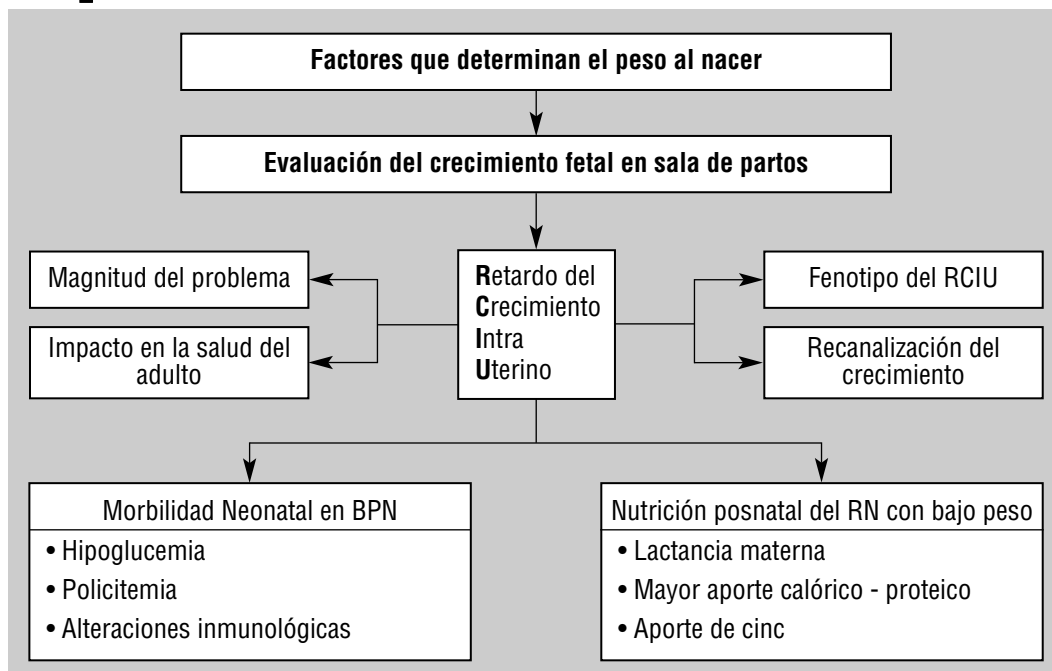 Factores que determinan el peso al nacer
Evaluación del crecimiento fetal en sala de partos
Magnitud del problema
Impacto en la salud del
adulto
Retardo del
Crecimiento
Intra
Uterino
Fenotipo del RCIU
Recanalización del
crecimiento
Morbilidad Neonatal en BPN
• Hipoglucemia
• Policitemia
• Alteraciones inmunológicas
Nutrición posnatal del RN con bajo peso
• Lactancia materna
• Mayor aporte calórico - proteico
• Aporte de cinc